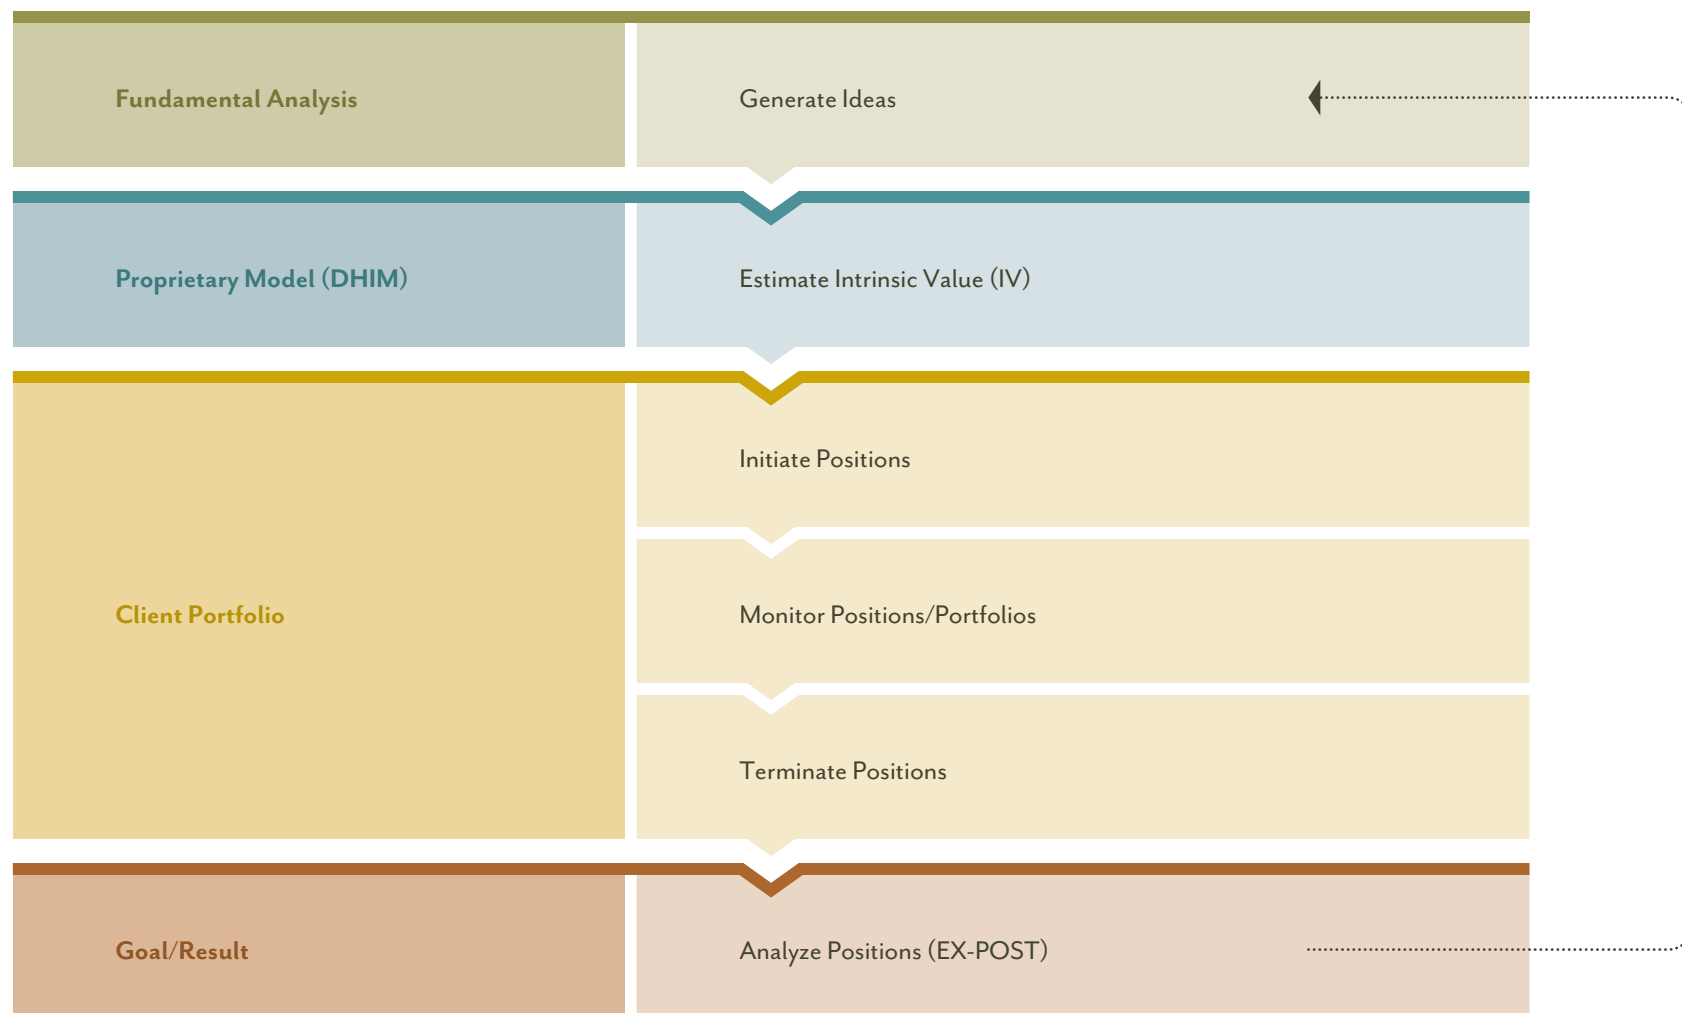 Fundamental Analysis
Generate Ideas
Proprietary Model (DHIM)
Estimate Intrinsic Value (IV)
Client Portfolio
Initiate Positions
Monitor Positions/Portfolios
Terminate Positions
Goal/Result
Analyze Positions (EX-POST)